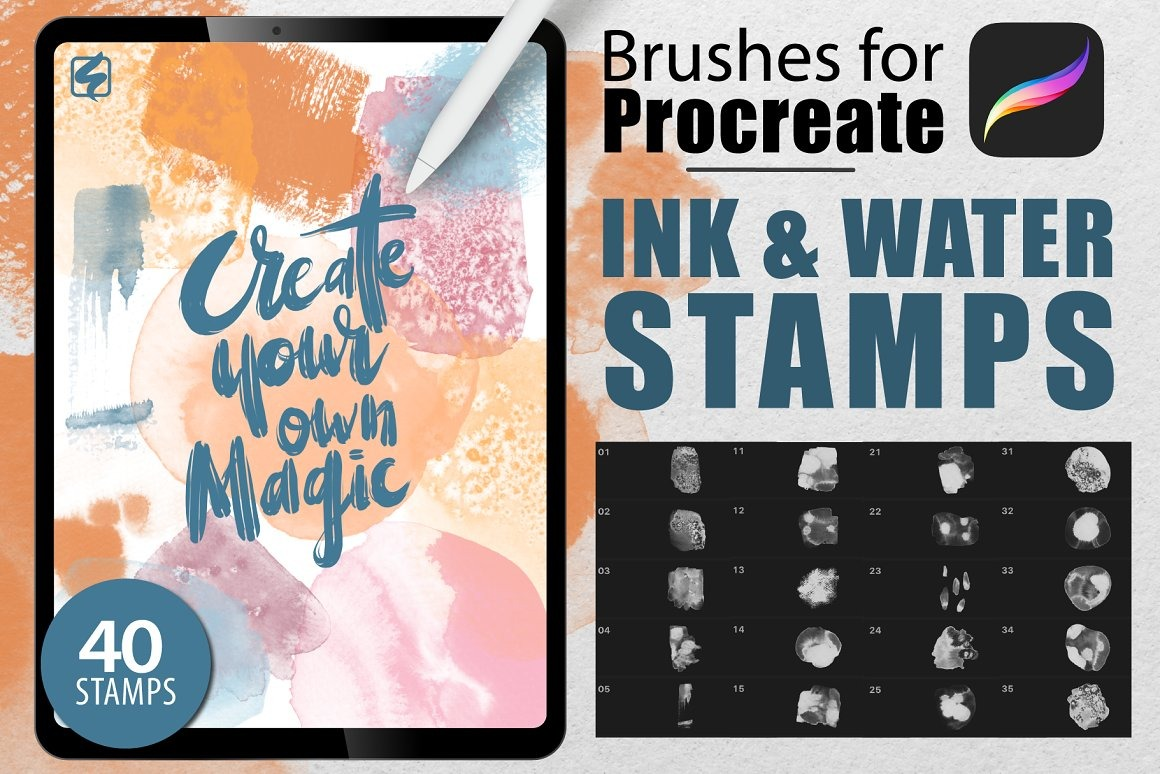 Create
your
own
Magic
40
STAMPS
Brushes for
Procreate
INK & WATER
STAMPS
01 11 21 31
02 12 22 32
03 13 23 33
04 14 24 34
05 15 25 35